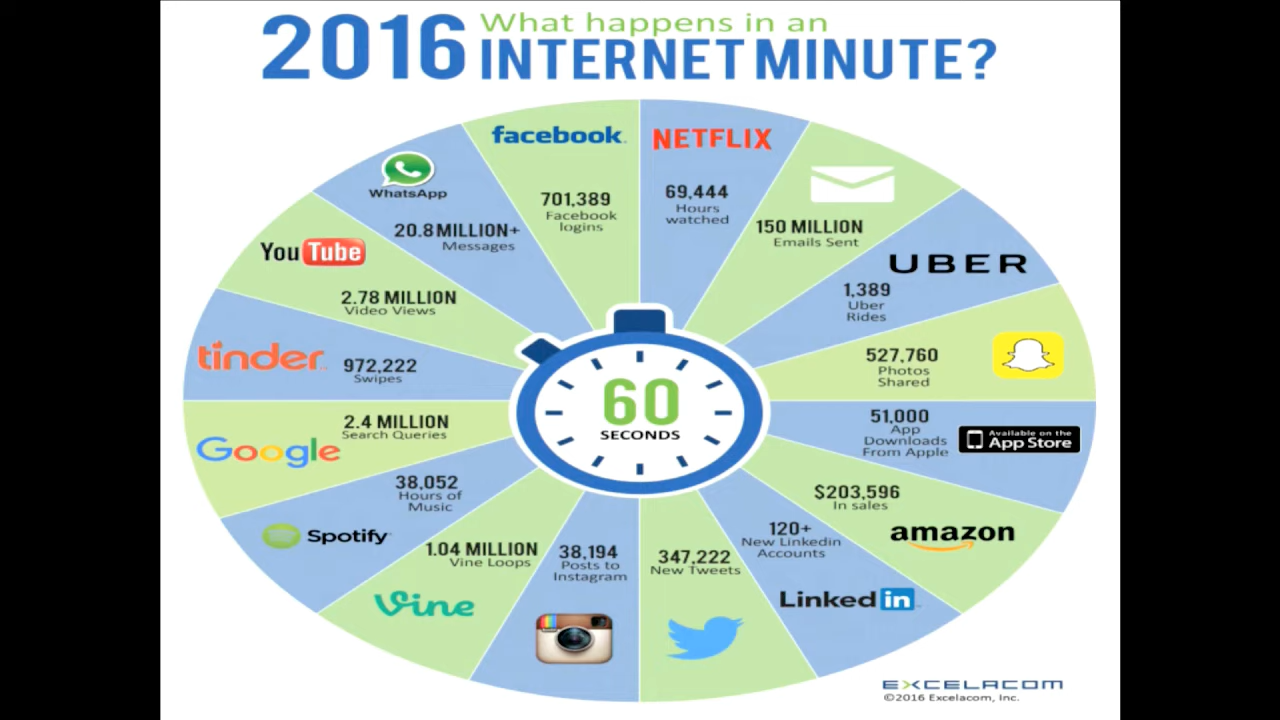 2016 What happens in an
INTERNET MINUTE?
facebook
701,389
Facebook
logins
NETFLIX
69,444
Hours
watched
150 MILLION
Emails Sent
UBER
1,389
Uber
Rides
527,760
Photos
Shared
51,000
App
Downloads
From Apple
Available on the
App Store
$203,596
In sales
amazon
120+
New Linkedin
Accounts
Linked in
347,222
New Tweets
38,194
Posts to
Instagram
1.04 MILLION
Vine Loops
Vine
38,052
Hours of
Music
Spotify
2.4 MILLION
Search Queries
Google
tinder
972,222
Swipes
YouTube
2.78 MILLION
Video Views
WhatsApp
20.8 MILLION+
Messages
60
SECONDS
EXCELACOM
©2016 Excelacom, Inc.